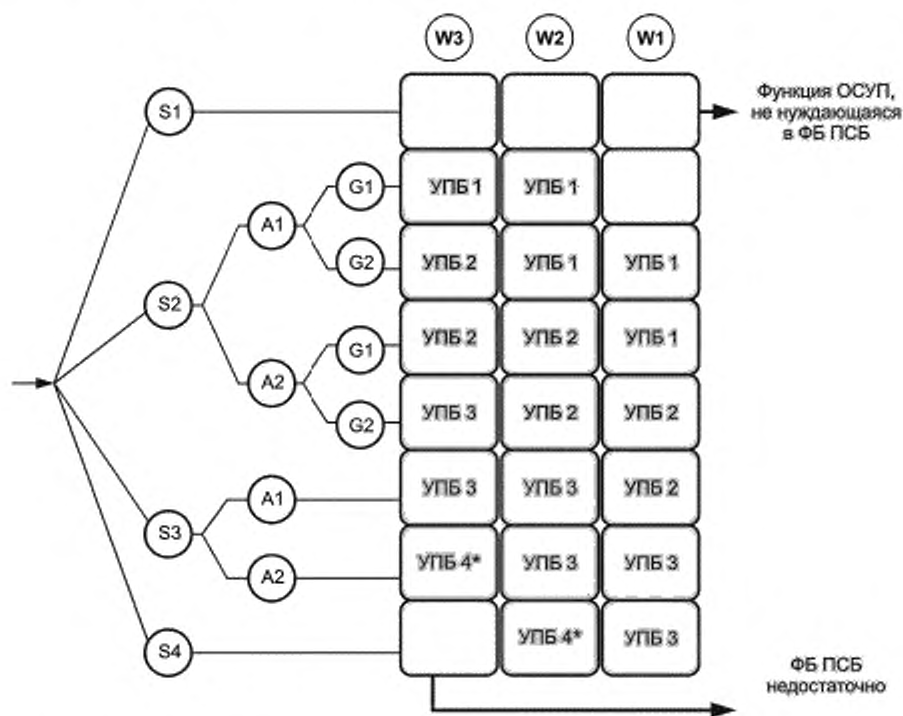 W3 W2 W1
S1
Функция ОСУП,
не нуждающаяся
в ФБ ПСБ
G1 УПБ 1 УПБ 1
A1
G2 УПБ 2 УПБ 1 УПБ 1
S2
G1 УПБ 2 УПБ 2 УПБ 1
A2
G2 УПБ 3 УПБ 2 УПБ 2
A1 УПБ 3 УПБ 3 УПБ 2
S3
A2 УПБ 4* УПБ 3 УПБ 3
S4 УПБ 4* УПБ 3
ФБ ПСБ
недостаточно